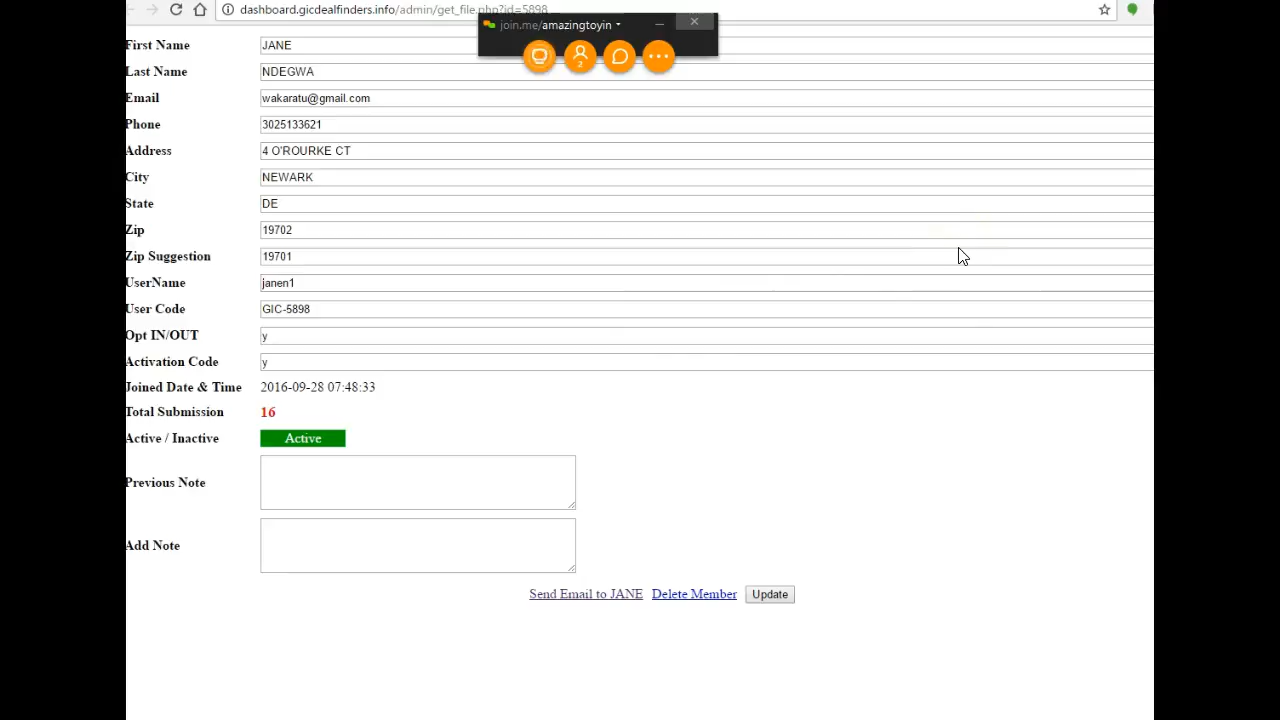 dashboard.gicdealfinders.info/admin/get_file.php?id=5898
join.me/amazingtoyin
2
First Name JANE
Last Name NDEGWA
Email wakaratu@gmail.com
Phone 3025133621
Address 4 O'ROURKE CT
City NEWARK
State DE
Zip 19702
Zip Suggestion 19701
UserName janen1
User Code GIC-5898
Opt IN/OUT y
Activation Code y
Joined Date & Time 2016-09-28 07:48:33
Total Submission 16
Active / Inactive Active
Previous Note
Add Note
Send Email to JANE Delete Member Update